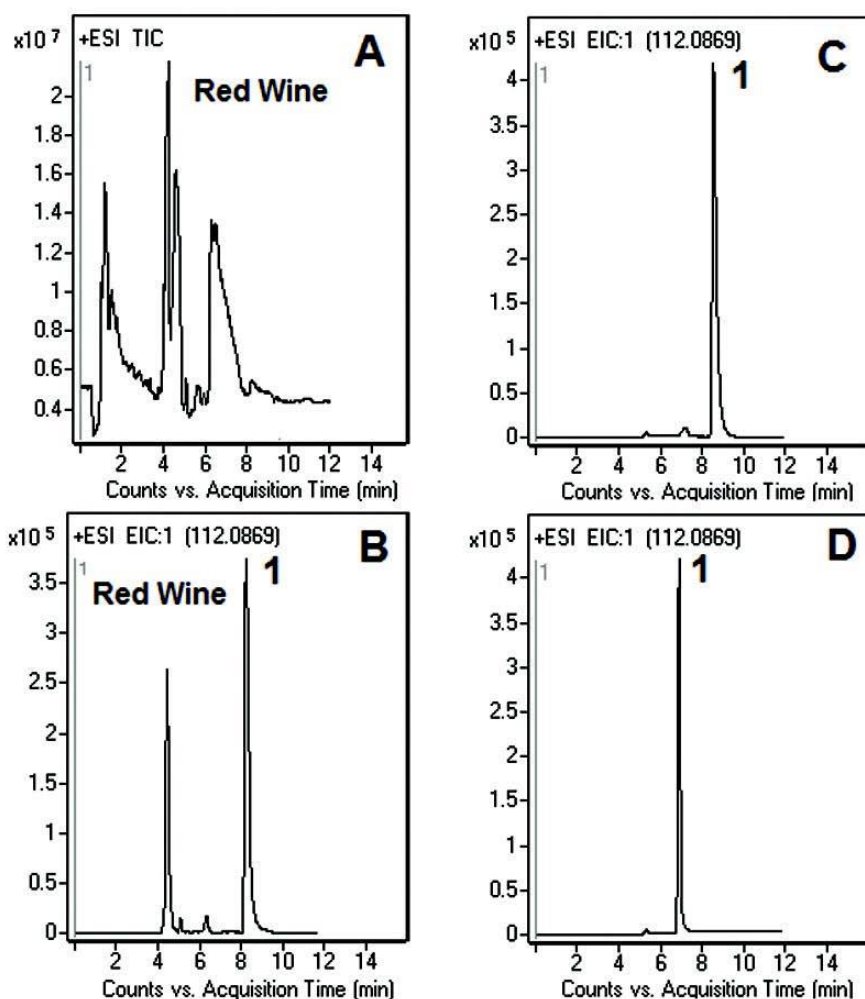 +ESI TIC
A
x10 7
1
Red Wine
2
1.8
1.6
1.4
1.2
1
0.8
0.6
0.4
2 4 6 8 10 12 14
Counts vs. Acquisition Time (min)
+ESI EIC:1 (112.0869)
C
x10 5
1
1
4
3.5
3
2.5
2
1.5
1
0.5
0
2 4 6 8 10 12 14
Counts vs. Acquisition Time (min)
+ESI EIC:1 (112.0869)
B
x10 5
1
Red Wine
1
3.5
3
2.5
2
1.5
1
0.5
0
2 4 6 8 10 12 14
Counts vs. Acquisition Time (min)
+ESI EIC:1 (112.0869)
D
x10 5
1
1
4
3.5
3
2.5
2
1.5
1
0.5
0
2 4 6 8 10 12 14
Counts vs. Acquisition Time (min)